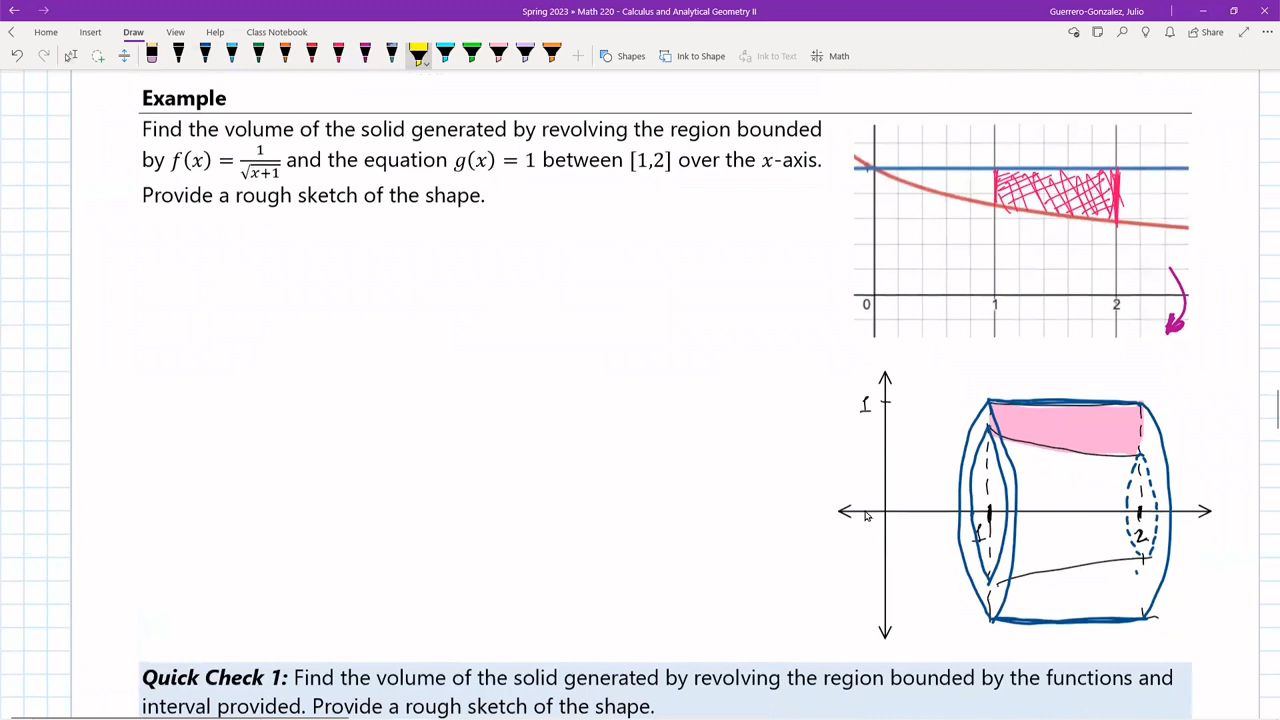 Spring 2023 » Math 220 - Calculus and Analytical Geometry II
Guerrero-Gonzalez, Julio
Home Insert Draw View Help Class Notebook
Share
Shapes Ink to Shape Ink to Text Math
Example
Find the volume of the solid generated by revolving the region bounded
by f(x) = 1/√x+1 and the equation g(x) = 1 between [1,2] over the x-axis.
Provide a rough sketch of the shape.
0 1 2
1
1 2
Quick Check 1: Find the volume of the solid generated by revolving the region bounded by the functions and
interval provided. Provide a rough sketch of the shape.